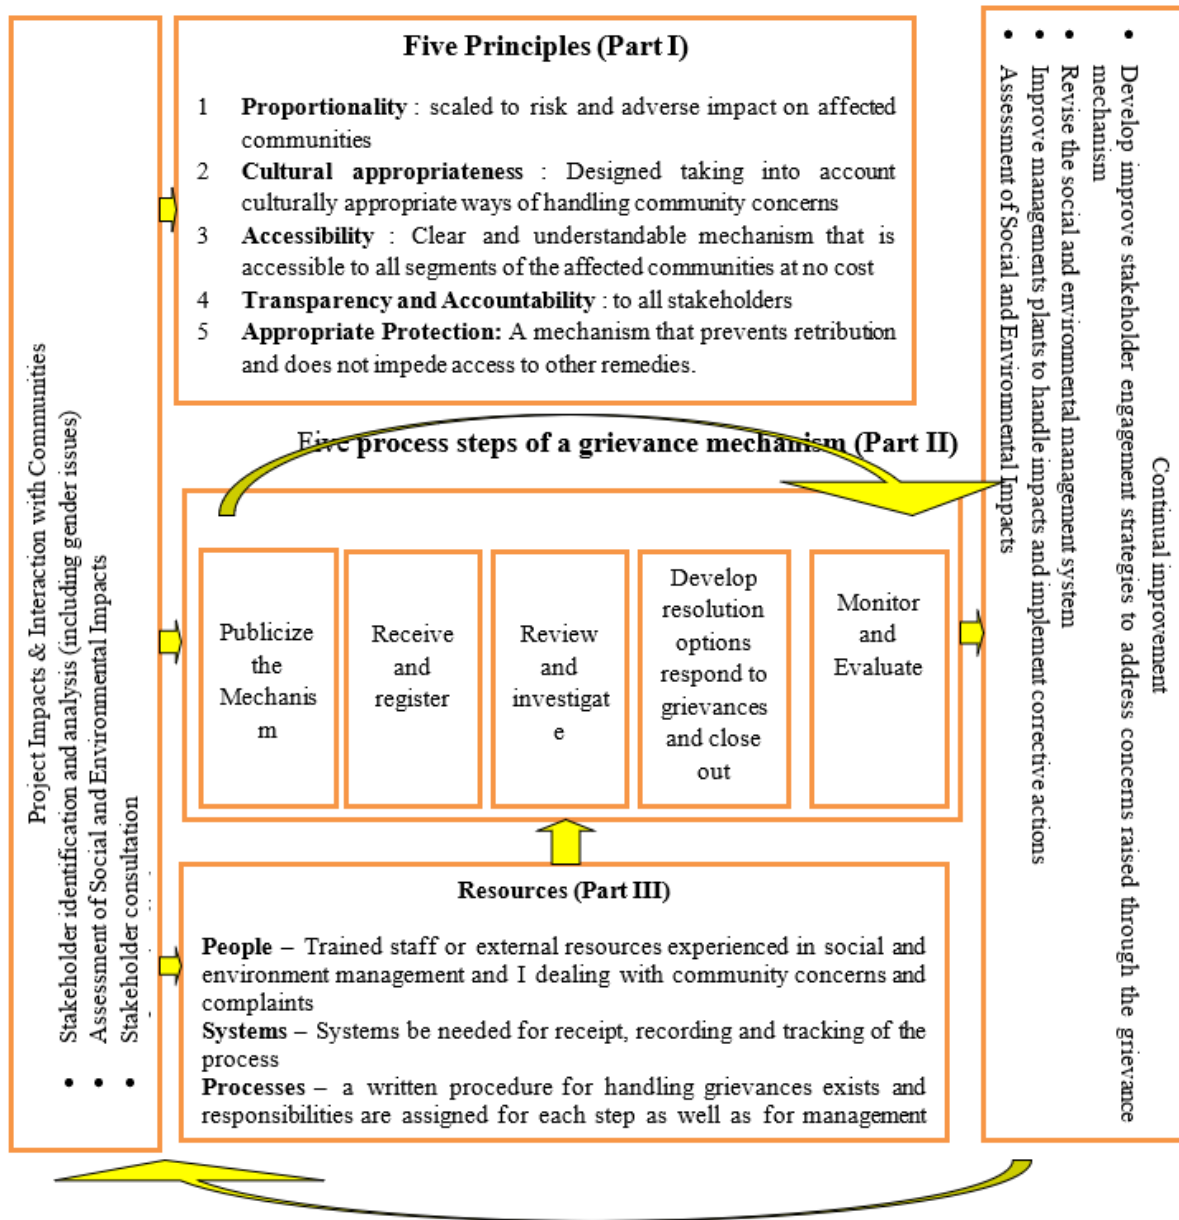 Project Impacts & Interaction with Communities
• Stakeholder identification and analysis (including gender issues)
• Assessment of Social and Environmental Impacts
• Stakeholder consultation
Five Principles (Part I)
1 Proportionality : scaled to risk and adverse impact on affected
communities
2 Cultural appropriateness : Designed taking into account
culturally appropriate ways of handling community concerns
3 Accessibility : Clear and understandable mechanism that is
accessible to all segments of the affected communities at no cost
4 Transparency and Accountability : to all stakeholders
5 Appropriate Protection: A mechanism that prevents retribution
and does not impede access to other remedies.
Five process steps of a grievance mechanism (Part II)
Publicize
the
Mechanis
m
Receive
and
register
Review
and
investigat
e
Develop
resolution
options
respond to
grievances
and close
out
Monitor
and
Evaluate
Resources (Part III)
People – Trained staff or external resources experienced in social and
environment management and I dealing with community concerns and
complaints
Systems – Systems be needed for receipt, recording and tracking of the
process
Processes – a written procedure for handling grievances exists and
responsibilities are assigned for each step as well as for management
Continual improvement
• Develop improve stakeholder engagement strategies to address concerns raised through the grievance
mechanism
• Revise the social and environmental management system
• Improve managements plants to handle impacts and implement corrective actions
• Assessment of Social and Environmental Impacts